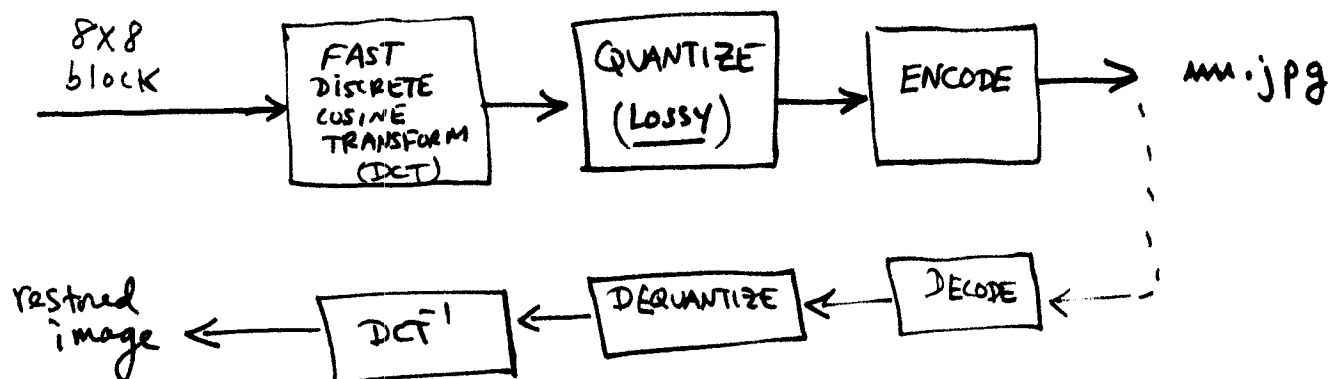 8X8
block
FAST
DISCRETE
COSINE
TRANSFORM
(DCT)
QUANTIZE
(LOSSY)
ENCODE
.jpg
restored
image
DCT⁻¹
DEQUANTIZE
DECODE